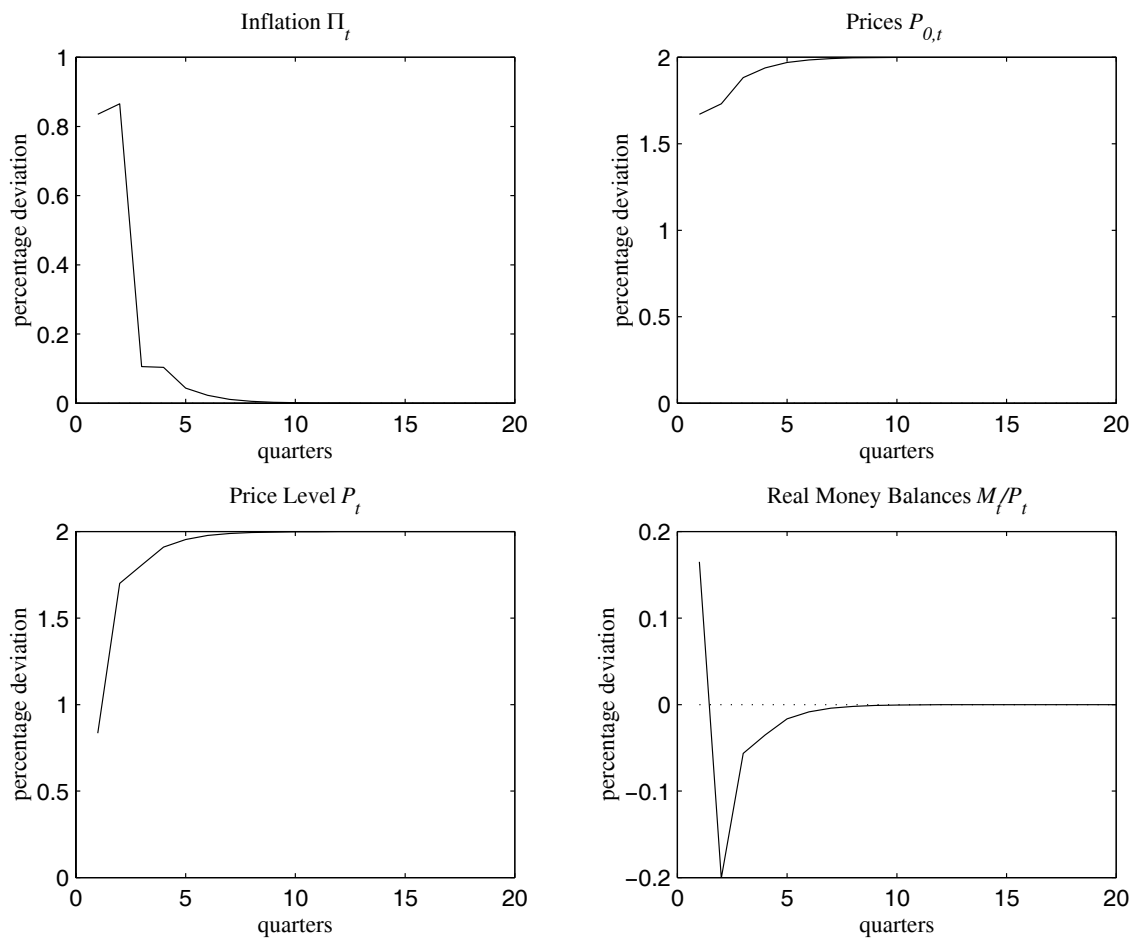 Inflation Π_t
percentage deviation
1
0.8
0.6
0.4
0.2
0
0 5 10 15 20
quarters
Prices P_{0,t}
percentage deviation
2
1.5
1
0.5
0
0 5 10 15 20
quarters
Price Level P_t
percentage deviation
2
1.5
1
0.5
0
0 5 10 15 20
quarters
Real Money Balances M_t/P_t
percentage deviation
0.2
0.1
0
−0.1
−0.2
0 5 10 15 20
quarters